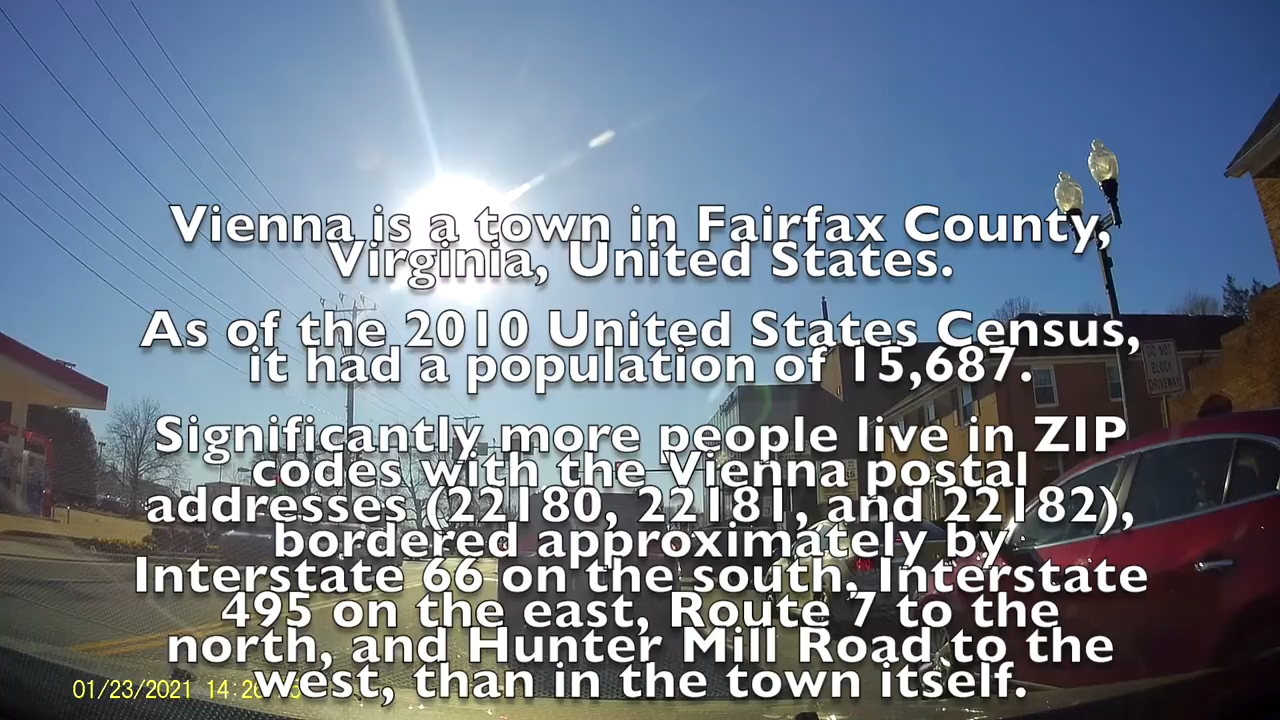 Vienna is a town in Fairfax County,
Virginia, United States.
As of the 2010 United States Census,
it had a population of 15,687.
Significantly more people live in ZIP
codes with the Vienna postal
addresses (22180, 22181, and 22182),
bordered approximately by
Interstate 66 on the south, Interstate
495 on the east, Route 7 to the
north, and Hunter Mill Road to the
west, than in the town itself.
DO NOT
BLOCK
DRIVEWAY
01/23/2021